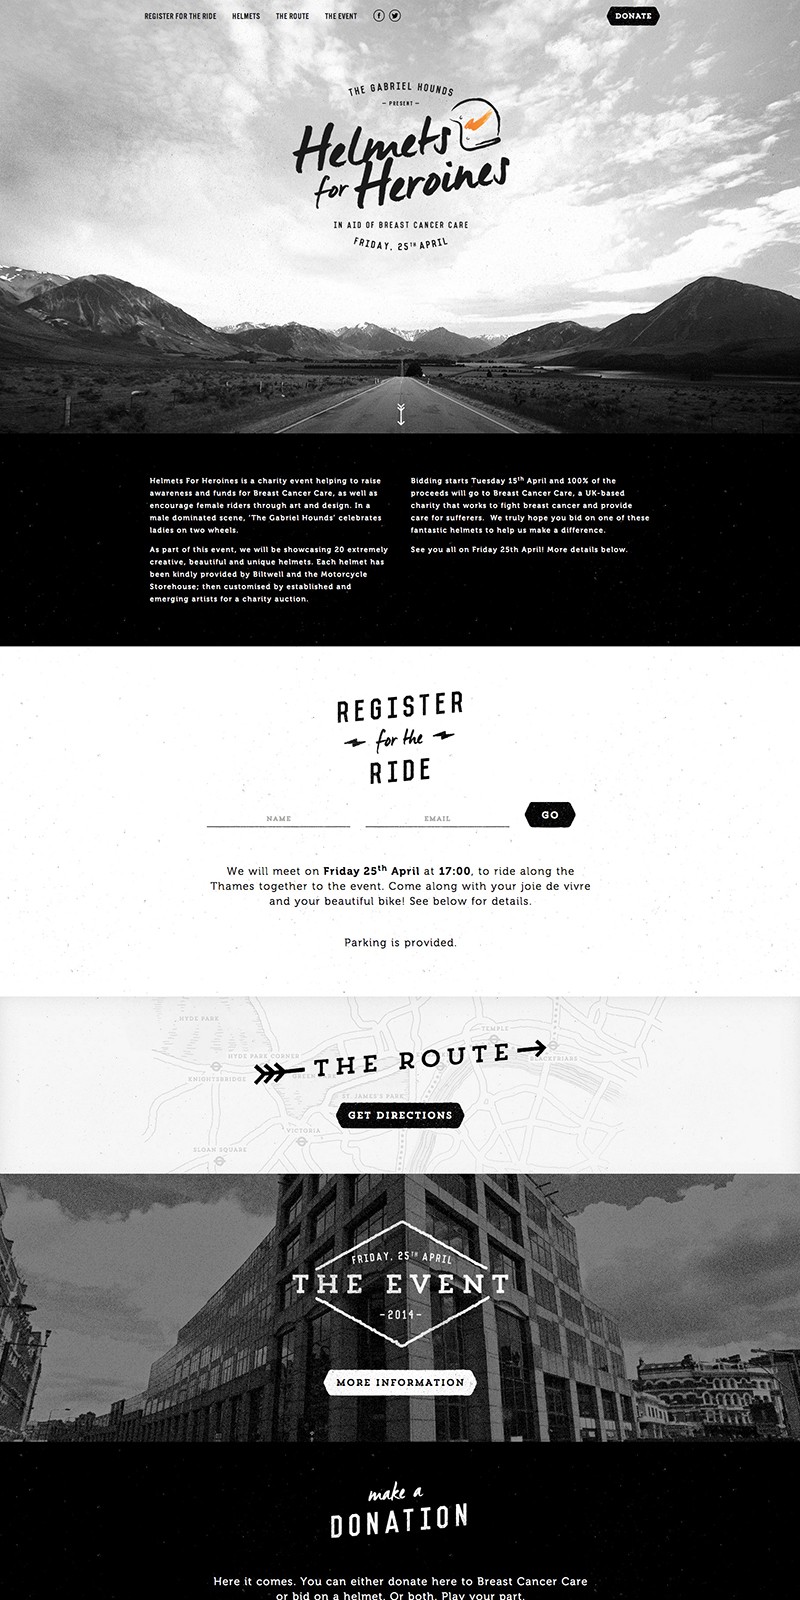 REGISTER FOR THE RIDE HELMETS THE ROUTE THE EVENT f DONATE
THE GABRIEL HOUNDS
– PRESENT –
Helmets
for Heroines
IN AID OF BREAST CANCER CARE
FRIDAY, 25TH APRIL
Helmets For Heroines is a charity event helping to raise
awareness and funds for Breast Cancer Care, as well as
encourage female riders through art and design. In a
male dominated scene, 'The Gabriel Hounds' celebrates
ladies on two wheels.
As part of this event, we will be showcasing 20 extremely
creative, beautiful and unique helmets. Each helmet has
been kindly provided by Biltwell and the Motorcycle
Storehouse; then customised by established and
emerging artists for a charity auction.
Bidding starts Tuesday 15th April and 100% of the
proceeds will go to Breast Cancer Care, a UK-based
charity that works to fight breast cancer and provide
care for sufferers. We truly hope you bid on one of these
fantastic helmets to help us make a difference.
See you all on Friday 25th April! More details below.
REGISTER
for the
RIDE
NAME EMAIL GO
We will meet on Friday 25th April at 17:00, to ride along the
Thames together to the event. Come along with your joie de vivre
and your beautiful bike! See below for details.
Parking is provided.
HYDE PARK
TEMPLE
HYDE PARK CORNER
BLACKFRIARS
THE ROUTE
KNIGHTSBRIDGE
GREEN
ST. JAMES'S PARK
GET DIRECTIONS
VICTORIA
SLOAN SQUARE
FRIDAY, 25TH APRIL
THE EVENT
–2014–
MORE INFORMATION
make a
DONATION
Here it comes. You can either donate here to Breast Cancer Care
or bid on a helmet. Or both. Play your part.